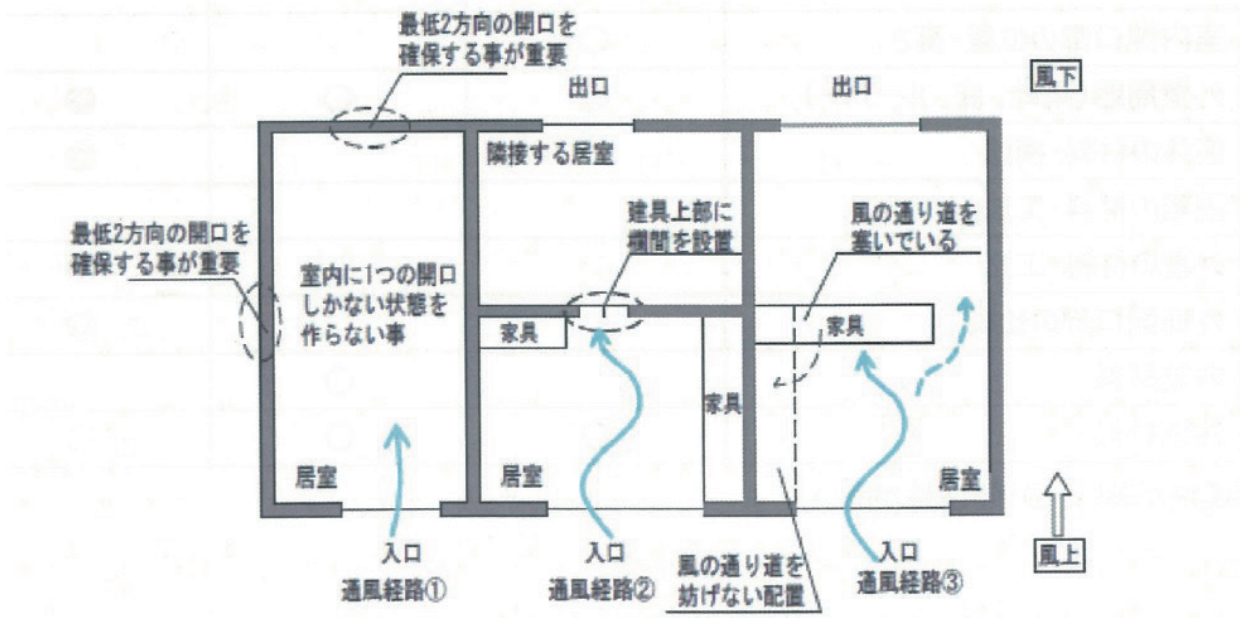 最低2方向の開口を
確保する事が重要
出口
出口
風下
隣接する居室
最低2方向の開口を
確保する事が重要
建具上部に
欄間を設置
風の通り道を
塞いでいる
室内に1つの開口
しかない状態を
作らない事
家具
家具
家具
居室
居室
居室
入口
通風経路①
入口
通風経路②
風の通り道を
妨げない配置
入口
通風経路③
風上